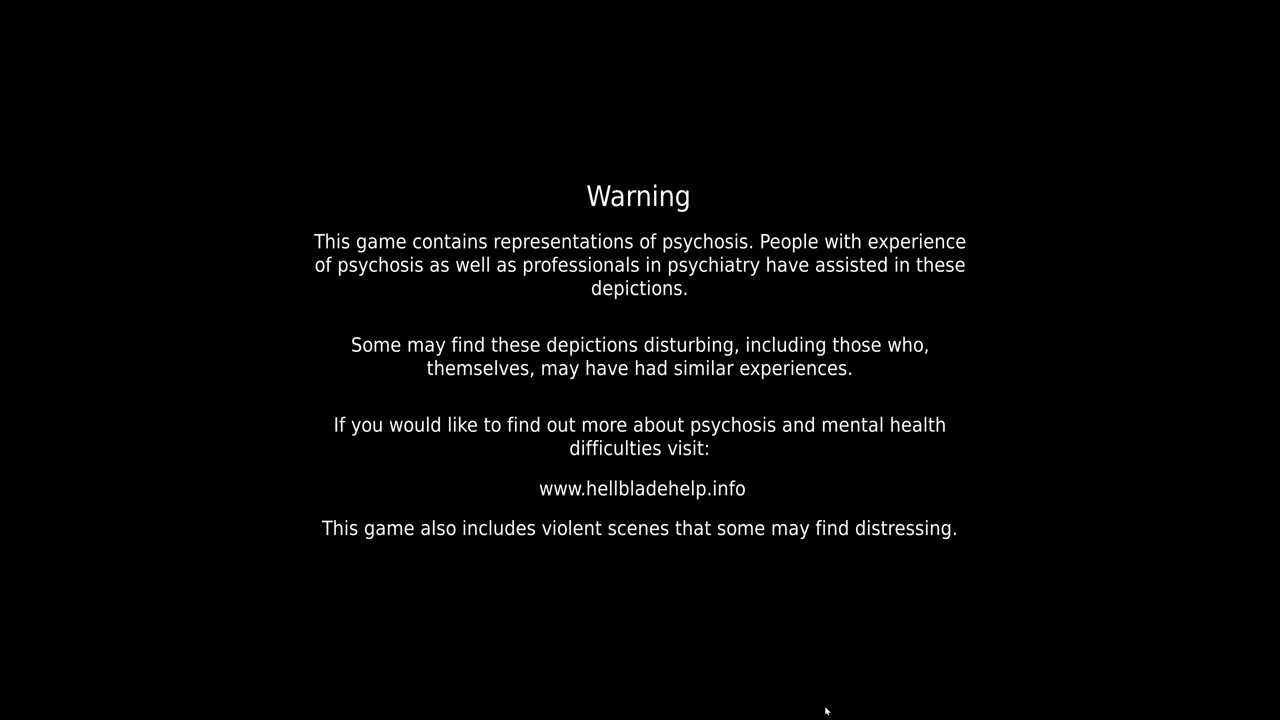 Warning
This game contains representations of psychosis. People with experience
of psychosis as well as professionals in psychiatry have assisted in these
depictions.
Some may find these depictions disturbing, including those who,
themselves, may have had similar experiences.
If you would like to find out more about psychosis and mental health
difficulties visit:
www.hellbladehelp.info
This game also includes violent scenes that some may find distressing.